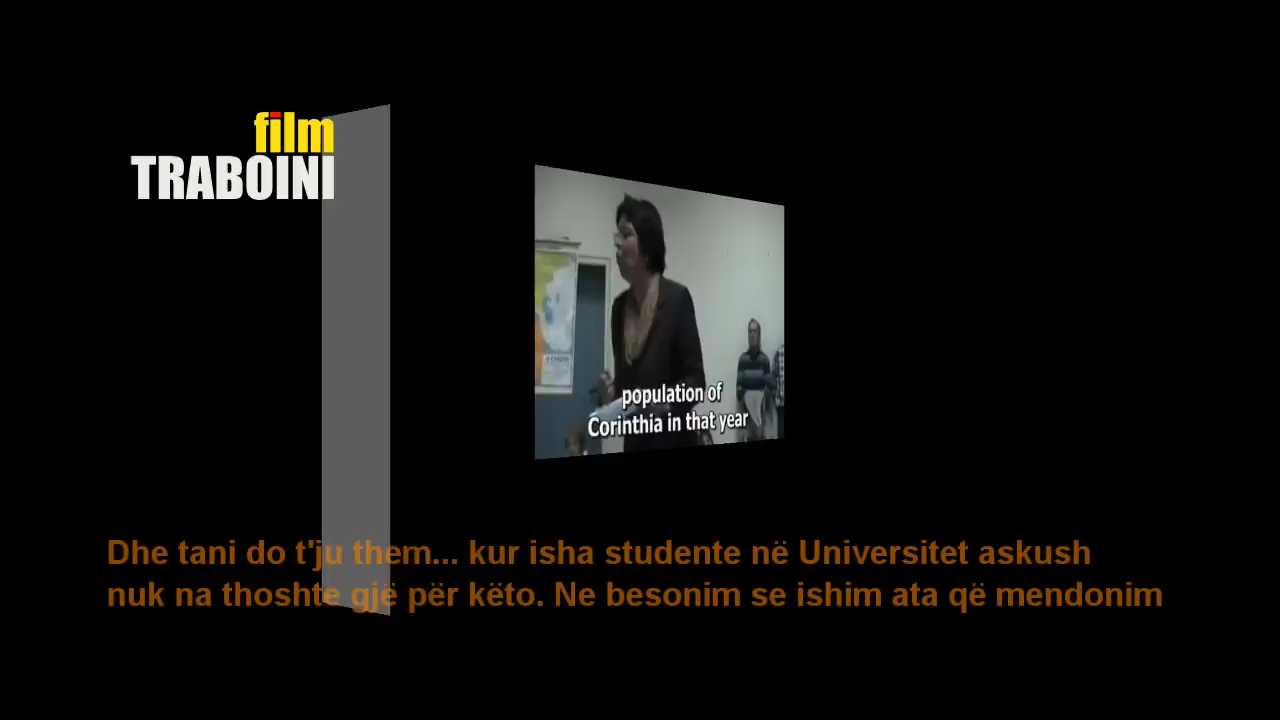 film
TRABOINI
population of
Corinthia in that year
Dhe tani do t'ju them... kur isha studente në Universitet askush
nuk na thoshte gjë për këto. Ne besonim se ishim ata që mendonim